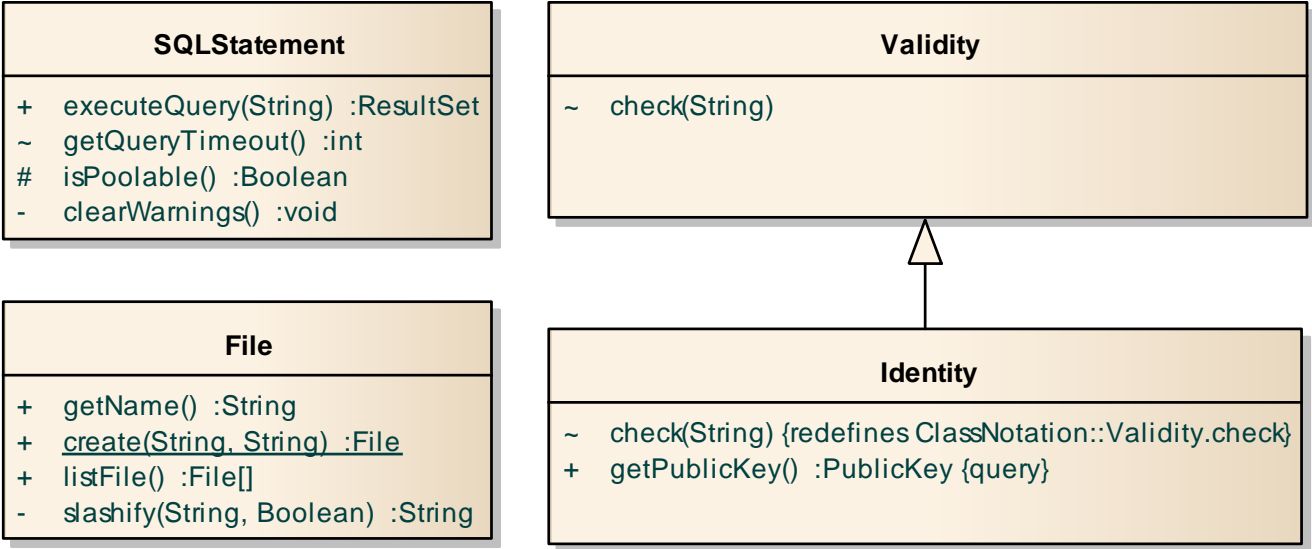 SQLStatement
+ executeQuery(String) :ResultSet
~ getQueryTimeout() :int
# isPoolable() :Boolean
- clearWarnings() :void
Validity
~ check(String)
File
+ getName() :String
+ create(String, String) :File
+ listFile() :File[]
- slashify(String, Boolean) :String
Identity
~ check(String) {redefines ClassNotation::Validity.check}
+ getPublicKey() :PublicKey {query}